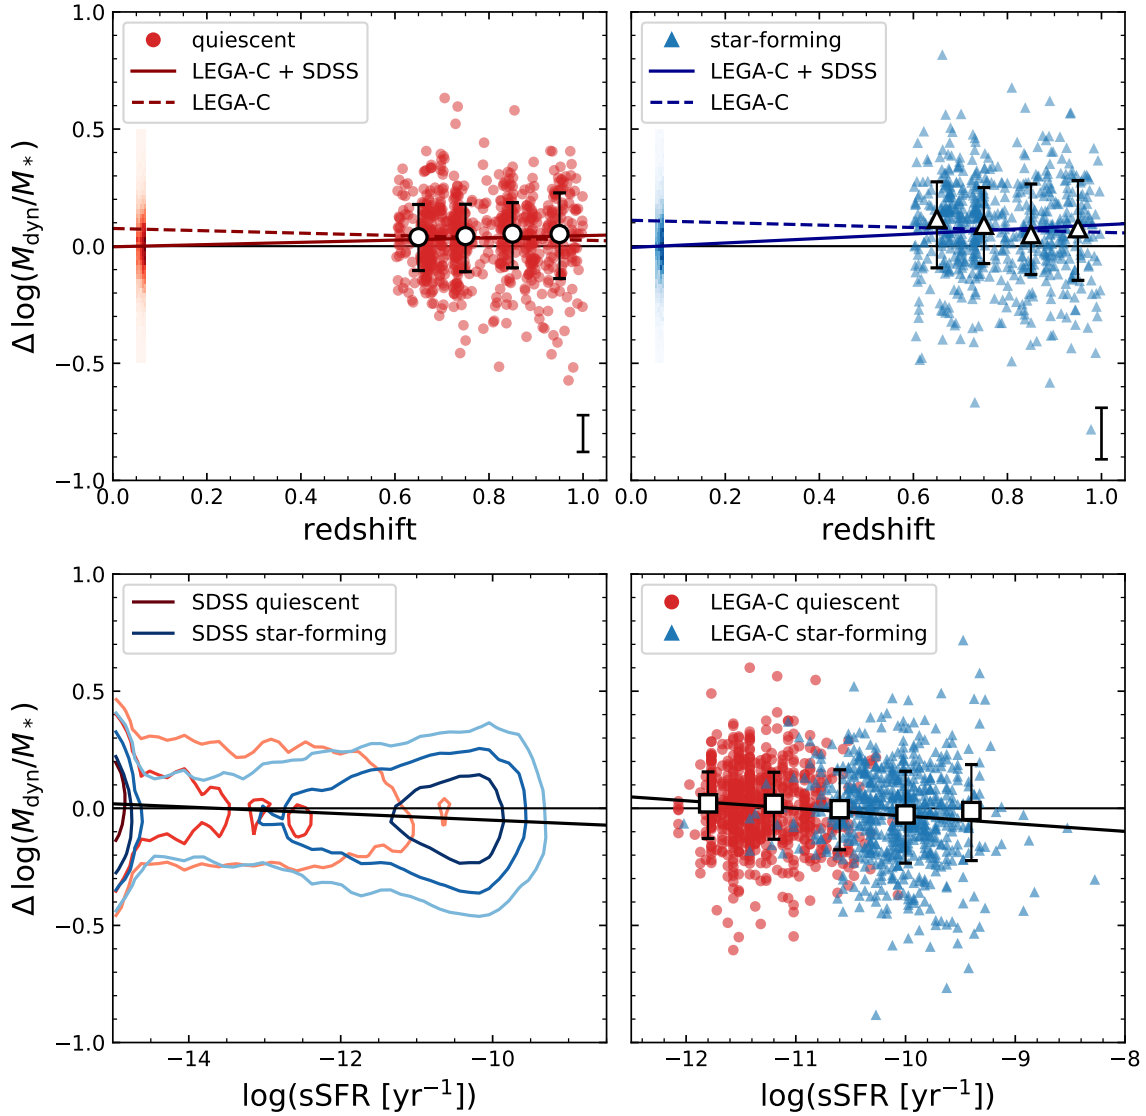 1.0
0.5
0.0
−0.5
−1.0
Δ log(M_dyn/M_*)
quiescent
LEGA-C + SDSS
LEGA-C
0.0 0.2 0.4 0.6 0.8 1.0
redshift
star-forming
LEGA-C + SDSS
LEGA-C
0.0 0.2 0.4 0.6 0.8 1.0
redshift
1.0
0.5
0.0
−0.5
−1.0
Δ log(M_dyn/M_*)
SDSS quiescent
SDSS star-forming
−14 −12 −10
log(sSFR [yr⁻¹])
LEGA-C quiescent
LEGA-C star-forming
−12 −11 −10 −9 −8
log(sSFR [yr⁻¹])